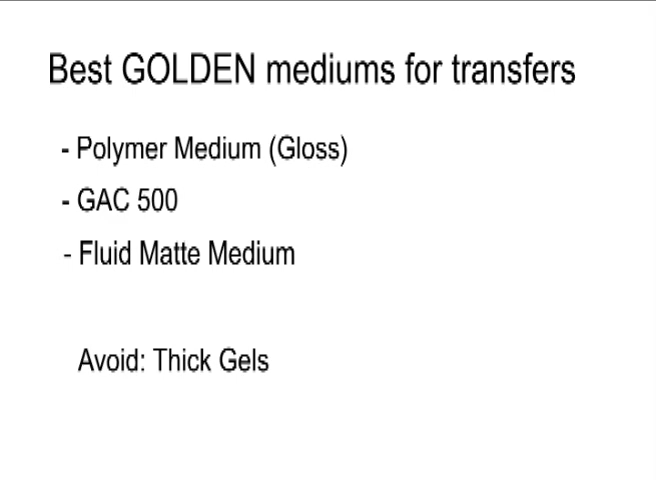 Best GOLDEN mediums for transfers
- Polymer Medium (Gloss)
- GAC 500
- Fluid Matte Medium
Avoid: Thick Gels